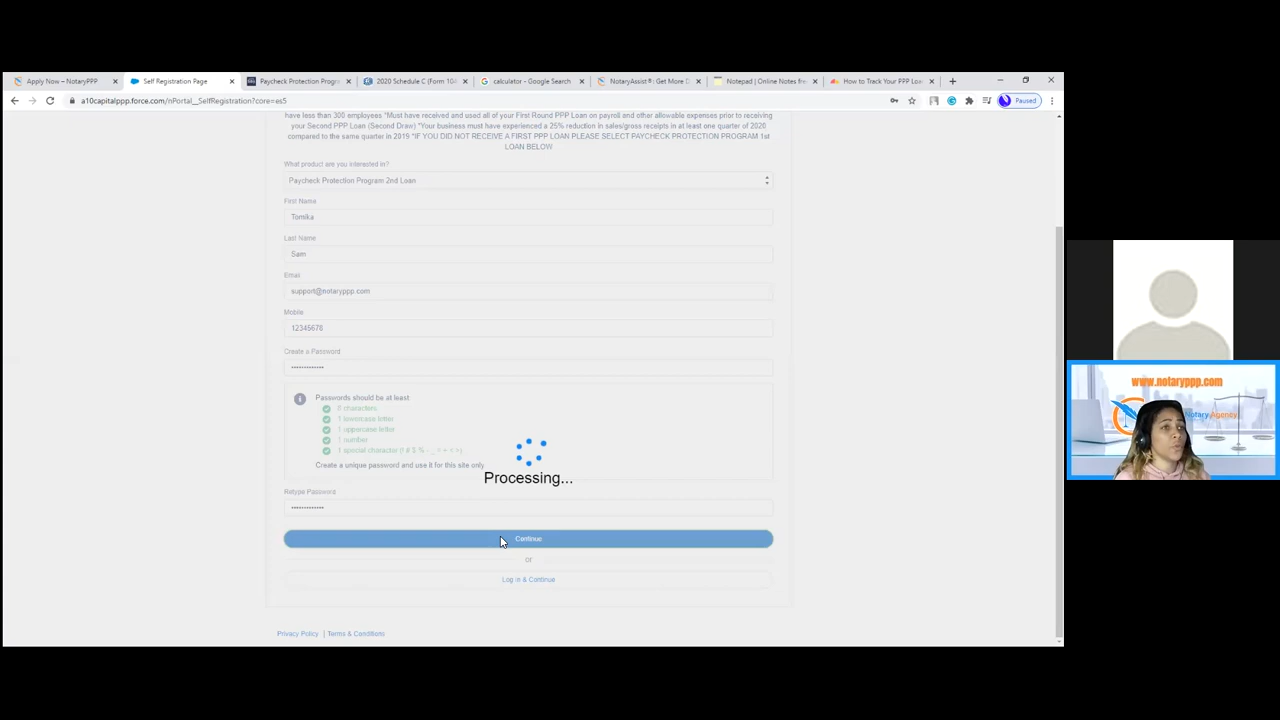 Apply Now – NotaryPPP
Self Registration Page
Paycheck Protection Progr
2020 Schedule C (Form 104
calculator - Google Search
NotaryAssist®: Get More D
Notepad | Online Notes fre
How to Track Your PPP Loan
a10capitalppp.force.com/nPortal__SelfRegistration?core=es5
Paused
have less than 300 employees *Must have received and used all of your First Round PPP Loan on payroll and other allowable expenses prior to receiving
your Second PPP Loan (Second Draw) *Your business must have experienced a 25% reduction in sales/gross receipts in at least one quarter of 2020
compared to the same quarter in 2019 *IF YOU DID NOT RECEIVE A FIRST PPP LOAN PLEASE SELECT PAYCHECK PROTECTION PROGRAM 1st
LOAN BELOW
What product are you interested in?
Paycheck Protection Program 2nd Loan
First Name
Tomika
Last Name
Sam
Email
support@notaryppp.com
Mobile
12345678
Create a Password
Passwords should be at least
characters
1 lowercase letter
1 uppercase letter
1 number
1 special character
Create a unique password and use it for this site only.
Processing...
Retype Password
Continue
or
Log in & Continue
Privacy Policy | Terms & Conditions
www.notaryppp.com
Notary Agency